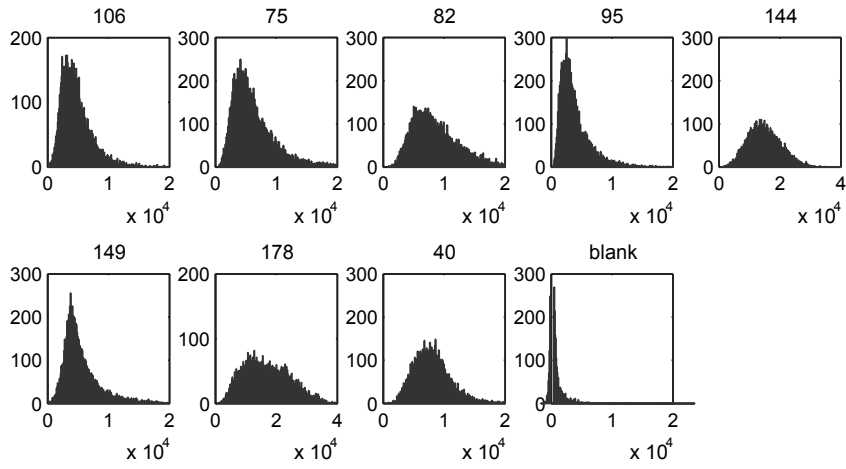 106 75 82 95 144
200 300 300 300 300
200 200 200 200
100
100 100 100 100
0 0 0 0 0
0 1 2 0 1 2 0 1 2 0 1 2 0 2 4
x 10^4 x 10^4 x 10^4 x 10^4 x 10^4
149 178 40 blank
300 200 300 300
200 200 200
100
100 100 100
0 0 0 0
0 1 2 0 2 4 0 1 2 0 1 2
x 10^4 x 10^4 x 10^4 x 10^4